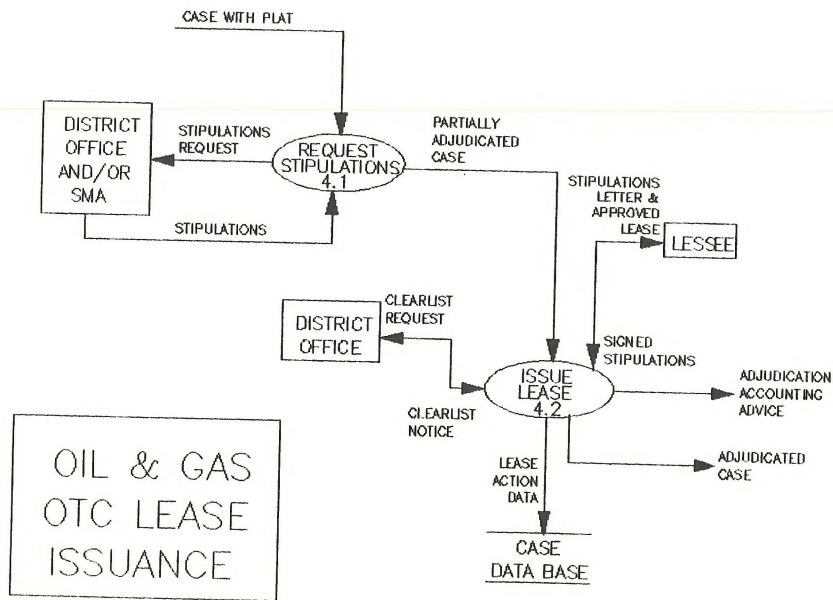 CASE WITH PLAT
DISTRICT
OFFICE
AND/OR
SMA
STIPULATIONS
REQUEST
REQUEST
STIPULATIONS
4.1
PARTIALLY
ADJUDICATED
CASE
STIPULATIONS
STIPULATIONS
LETTER &
APPROVED
LEASE
LESSEE
CLEARLIST
REQUEST
DISTRICT
OFFICE
SIGNED
STIPULATIONS
ISSUE
LEASE
4.2
CLEARLIST
NOTICE
ADJUDICATION
ACCOUNTING
ADVICE
ADJUDICATED
CASE
LEASE
ACTION
DATA
CASE
DATA BASE
OIL & GAS
OTC LEASE
ISSUANCE